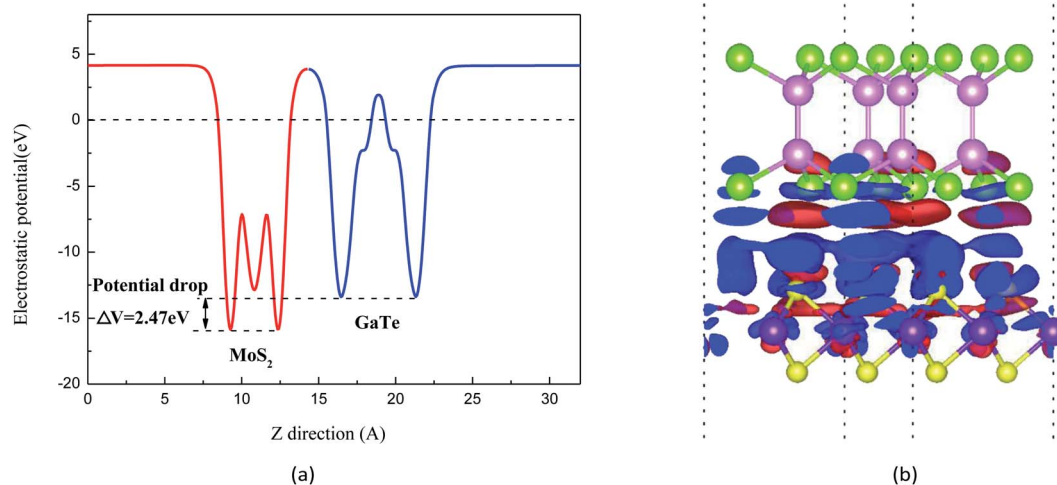 5
0
-5
-10
-15
-20
Electrostatic potential(eV)
Potential drop
△V=2.47eV
MoS2
GaTe
0 5 10 15 20 25 30
Z direction (A)
(a)
(b)